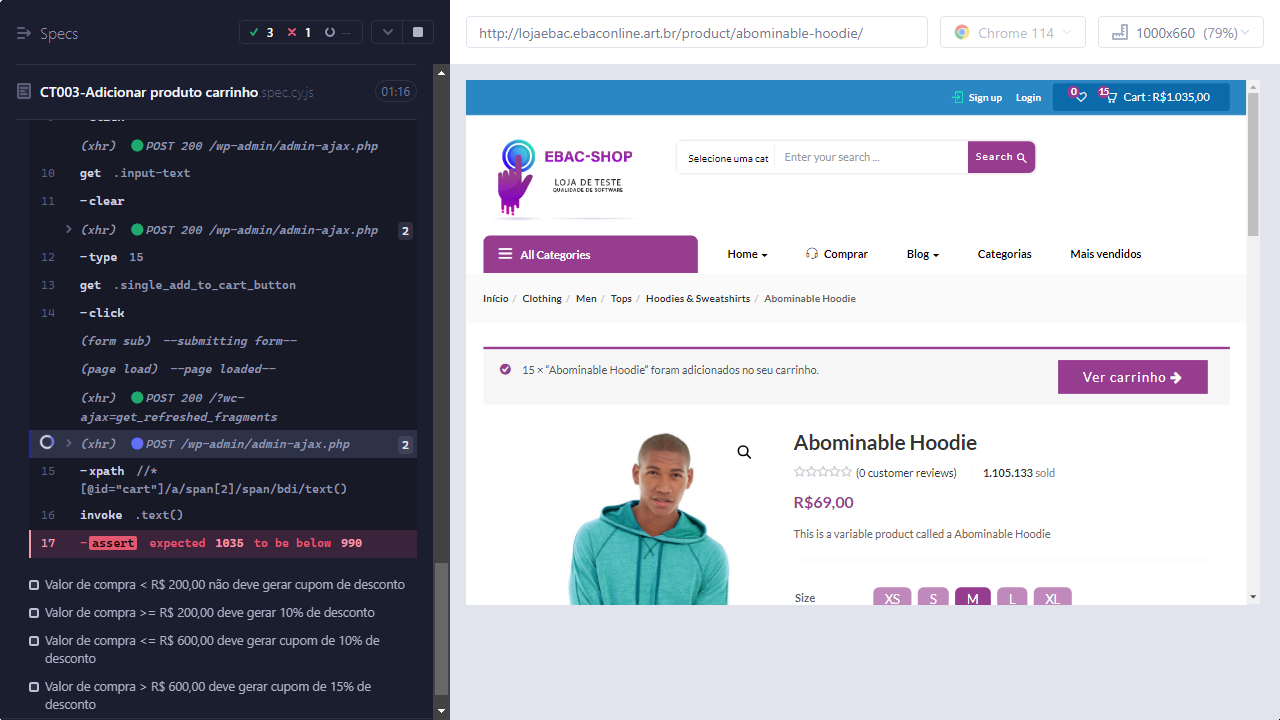 Specs
3
1
--
CT003-Adicionar produto carrinho.spec.cy.js
01:16
(xhr) POST 200 /wp-admin/admin-ajax.php
10 get .input-text
11 -clear
(xhr) POST 200 /wp-admin/admin-ajax.php 2
12 -type 15
13 get .single_add_to_cart_button
14 -click
(form sub) --submitting form--
(page load) --page loaded--
(xhr) POST 200 /?wc-
ajax=get_refreshed_fragments
(xhr) POST /wp-admin/admin-ajax.php 2
15 -xpath //*
[@id="cart"]/a/span[2]/span/bdi/text()
16 invoke .text()
17 -assert expected 1035 to be below 990
Valor de compra < R$ 200,00 não deve gerar cupom de desconto
Valor de compra >= R$ 200,00 deve gerar 10% de desconto
Valor de compra <= R$ 600,00 deve gerar cupom de 10% de
desconto
Valor de compra > R$ 600,00 deve gerar cupom de 15% de
desconto
http://lojaebac.ebaconline.art.br/product/abominable-hoodie/
Chrome 114
1000x660 (79%)
Sign up
Login
0
15
Cart : R$1.035,00
EBAC-SHOP
LOJA DE TESTE
QUALIDADE DE SOFTWARE
Selecione uma cat
Enter your search ...
Search
All Categories
Home
Comprar
Blog
Categorias
Mais vendidos
Início / Clothing / Men / Tops / Hoodies & Sweatshirts / Abominable Hoodie
15 × “Abominable Hoodie” foram adicionados no seu carrinho.
Ver carrinho
Abominable Hoodie
(0 customer reviews)
1.105.133 sold
R$69,00
This is a variable product called a Abominable Hoodie
Size
XS
S
M
L
XL